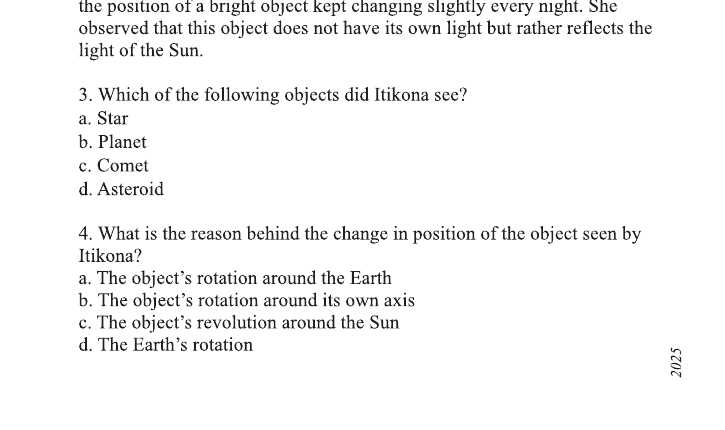 the position of a bright object kept changing slightly every night. She
observed that this object does not have its own light but rather reflects the
light of the Sun.
3. Which of the following objects did Itikona see?
a. Star
b. Planet
c. Comet
d. Asteroid
4. What is the reason behind the change in position of the object seen by
Itikona?
a. The object’s rotation around the Earth
b. The object’s rotation around its own axis
c. The object’s revolution around the Sun
d. The Earth’s rotation
2025